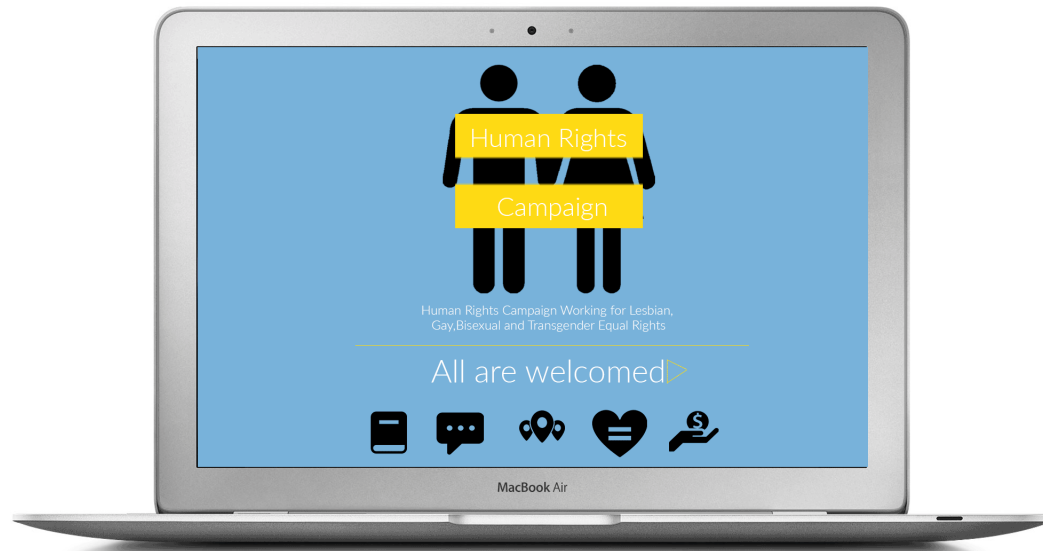 Human Rights
Campaign
Human Rights Campaign Working for Lesbian,
Gay,Bisexual and Transgender Equal Rights
All are welcomed
$
MacBook Air